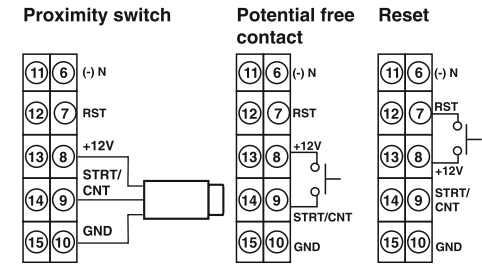 Proximity switch
11 6 (-) N
12 7 RST
13 8 +12V
STRT/
CNT
14 9
15 10 GND
Potential free
contact
11 6 (-) N
12 7 RST
13 8 +12V
14 9
STRT/CNT
15 10 GND
Reset
11 6 (-) N
12 7 RST
13 8
+12V
14 9 STRT/
CNT
15 10 GND